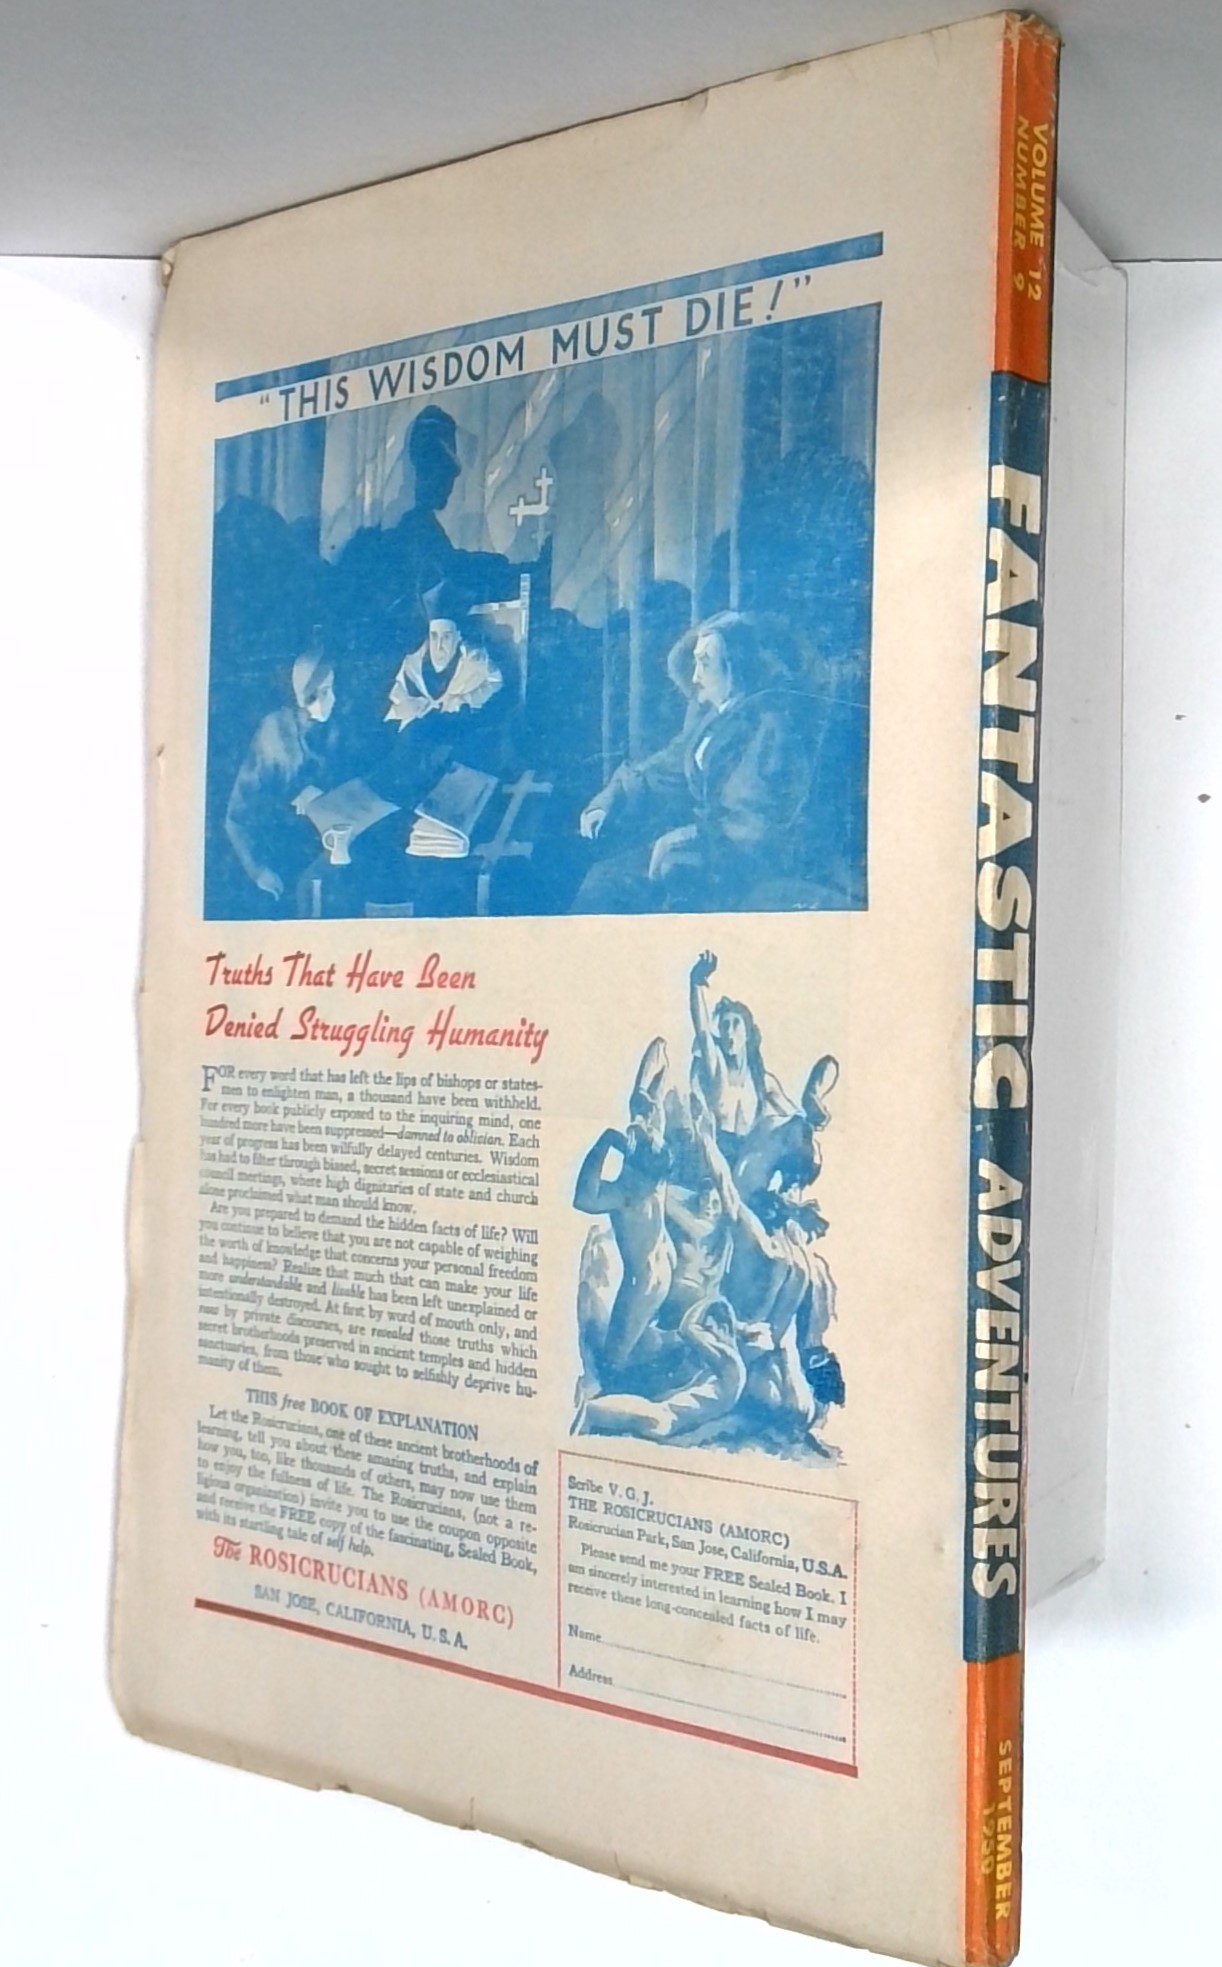 "THIS WISDOM MUST DIE!"
Truths That Have Been
Denied Struggling Humanity
FOR every word that has left the lips of bishops or states-
men to enlighten man, a thousand have been withheld.
For every book publicly exposed to the inquiring mind, one
hundred more have been suppressed—damned to oblivion. Each
year of progress has been wilfully delayed centuries. Wisdom
has had to filter through biased, secret sessions or ecclesiastical
council meetings, where high dignitaries of state and church
alone proclaimed what man should know.
Are you prepared to demand the hidden facts of life? Will
you continue to believe that you are not capable of weighing
the worth of knowledge that concerns your personal freedom
and happiness? Realize that much that can make your life
more understandable and livable has been left unexplained or
intentionally destroyed. At first by word of mouth only, and
now by private discourses, are revealed those truths which
secret brotherhoods preserved in ancient temples and hidden
sanctuaries, from those who sought to selfishly deprive hu-
manity of them.
THIS free BOOK OF EXPLANATION
Let the Rosicrucians, one of these ancient brotherhoods of
learning, tell you about these amazing truths, and explain
how you, too, like thousands of others, may now use them
to enjoy the fullness of life. The Rosicrucians, (not a re-
ligious organization) invite you to use the coupon opposite
and receive the FREE copy of the fascinating, Sealed Book,
with its startling tale of self help.
The ROSICRUCIANS (AMORC)
SAN JOSE, CALIFORNIA, U. S. A.
Scribe V. G. J.
THE ROSICRUCIANS (AMORC)
Rosicrucian Park, San Jose, California, U.S.A.
Please send me your FREE Sealed Book. I
am sincerely interested in learning how I may
receive these long-concealed facts of life.
Name
Address
VOLUME 12
NUMBER 9
FANTASTIC ADVENTURES
SEPTEMBER
1950